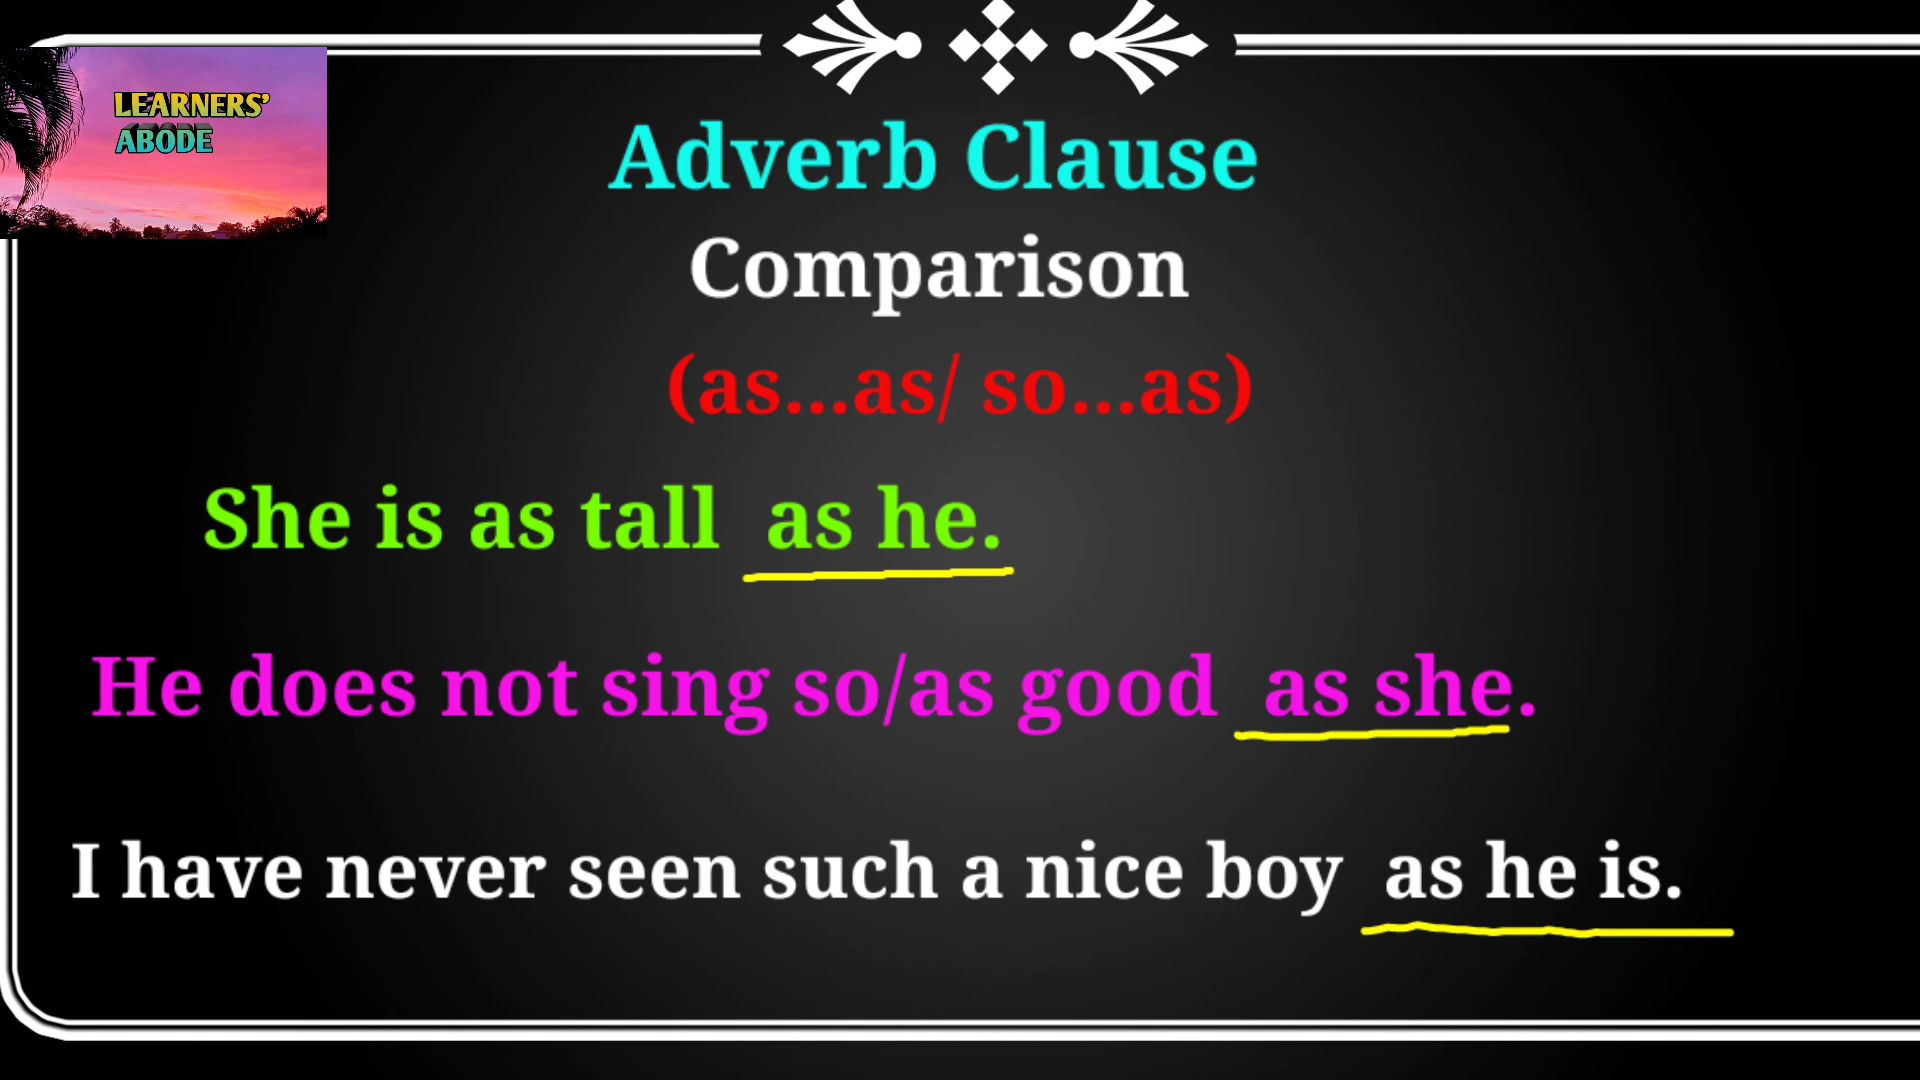 LEARNERS'
ABODE
Adverb Clause
Comparison
(as...as/ so...as)
She is as tall as he.
He does not sing so/as good as she.
I have never seen such a nice boy as he is.